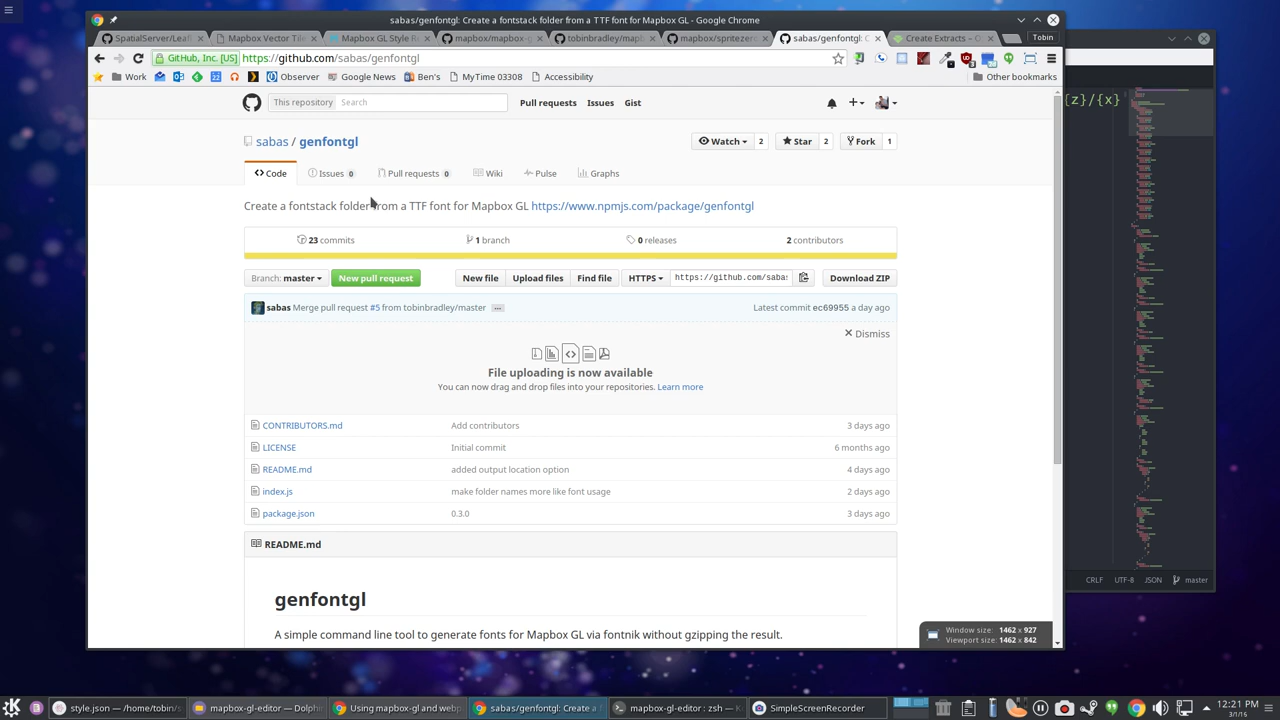 sabas/genfontgl: Create a fontstack folder from a TTF font for Mapbox GL - Google Chrome
SpatialServer/Leafl
Mapbox Vector Tile
Mapbox GL Style Re
mapbox/mapbox-g
tobinbradley/mapb
mapbox/spritezero
sabas/genfontgl: C
Create Extracts – O
Tobin
GitHub, Inc. [US] https://github.com/sabas/genfontgl
Work
22
Observer
Google News
Ben's
MyTime 03308
Accessibility
Other bookmarks
{z}/{x}
This repository Search
Pull requests Issues Gist
sabas / genfontgl
Watch 2 Star 2 Fork 1
Code Issues 0 Pull requests Wiki Pulse Graphs
Create a fontstack folder from a TTF font for Mapbox GL https://www.npmjs.com/package/genfontgl
23 commits 1 branch 0 releases 2 contributors
Branch: master New pull request New file Upload files Find file HTTPS https://github.com/sabas Download ZIP
sabas Merge pull request #5 from tobinbradley/master ... Latest commit ec69955 a day ago
Dismiss
File uploading is now available
You can now drag and drop files into your repositories. Learn more
CONTRIBUTORS.md Add contributors 3 days ago
LICENSE Initial commit 6 months ago
README.md added output location option 4 days ago
index.js make folder names more like font usage 2 days ago
package.json 0.3.0 3 days ago
README.md
genfontgl
A simple command line tool to generate fonts for Mapbox GL via fontnik without gzipping the result.
Window size: 1462 x 927
Viewport size: 1462 x 842
CRLF UTF-8 JSON master
style.json — /home/tobin/s
mapbox-gl-editor – Dolphi
Using mapbox-gl and webp
sabas/genfontgl: Create a f
mapbox-gl-editor : zsh — K
SimpleScreenRecorder
12:21 PM
3/1/16